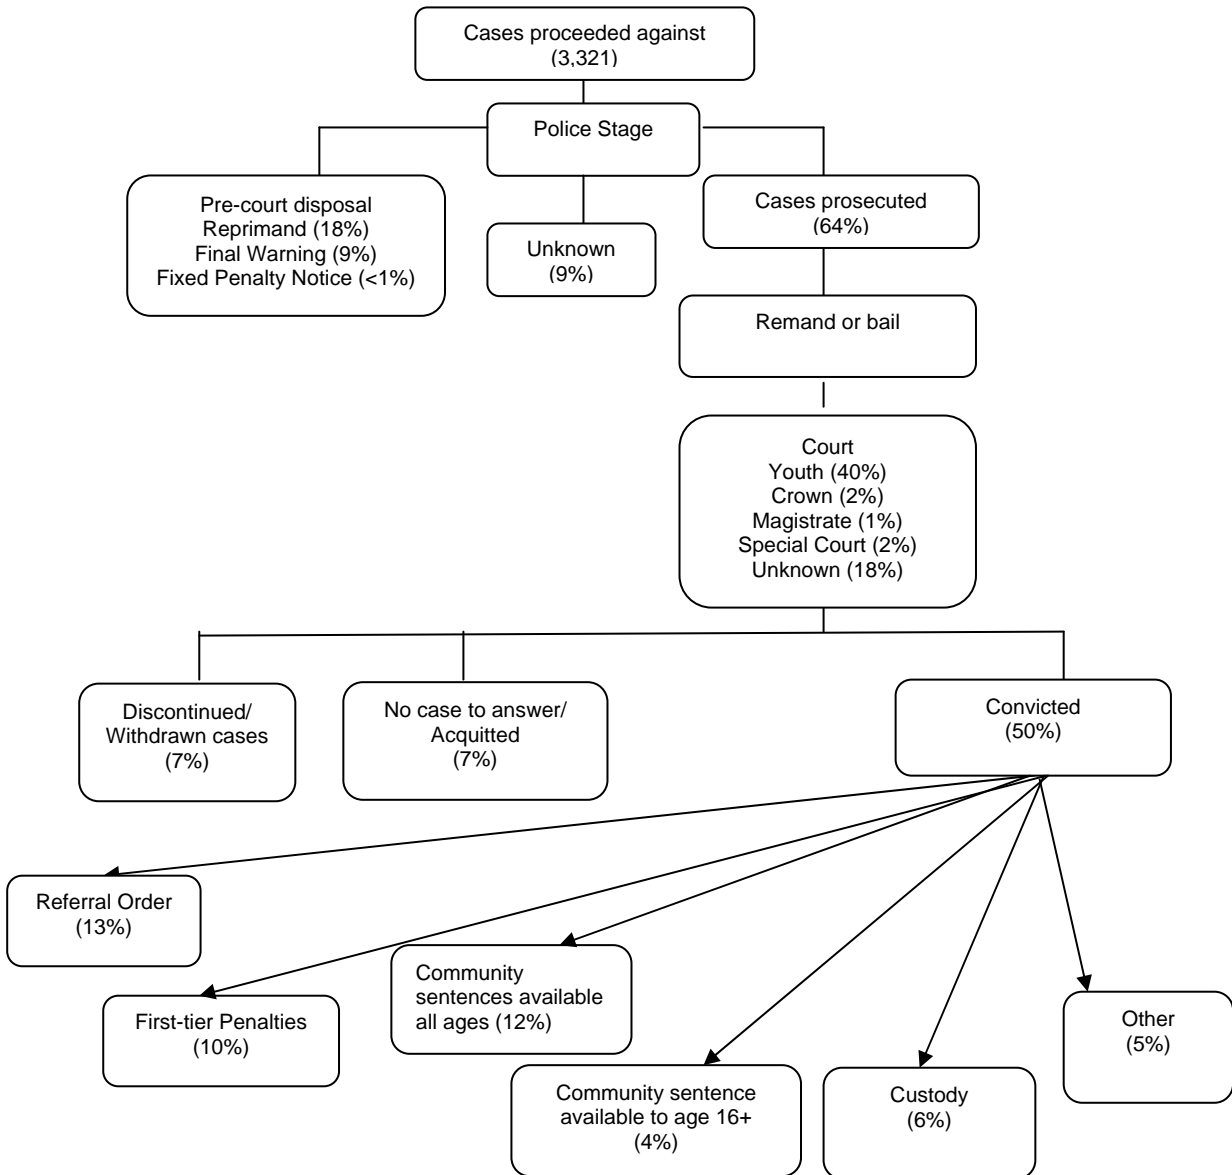 Cases proceeded against
(3,321)
Police Stage
Pre-court disposal
Reprimand (18%)
Final Warning (9%)
Fixed Penalty Notice (<1%)
Unknown
(9%)
Cases prosecuted
(64%)
Remand or bail
Court
Youth (40%)
Crown (2%)
Magistrate (1%)
Special Court (2%)
Unknown (18%)
Discontinued/
Withdrawn cases
(7%)
No case to answer/
Acquitted
(7%)
Convicted
(50%)
Referral Order
(13%)
First-tier Penalties
(10%)
Community
sentences available
all ages (12%)
Community sentence
available to age 16+
(4%)
Custody
(6%)
Other
(5%)